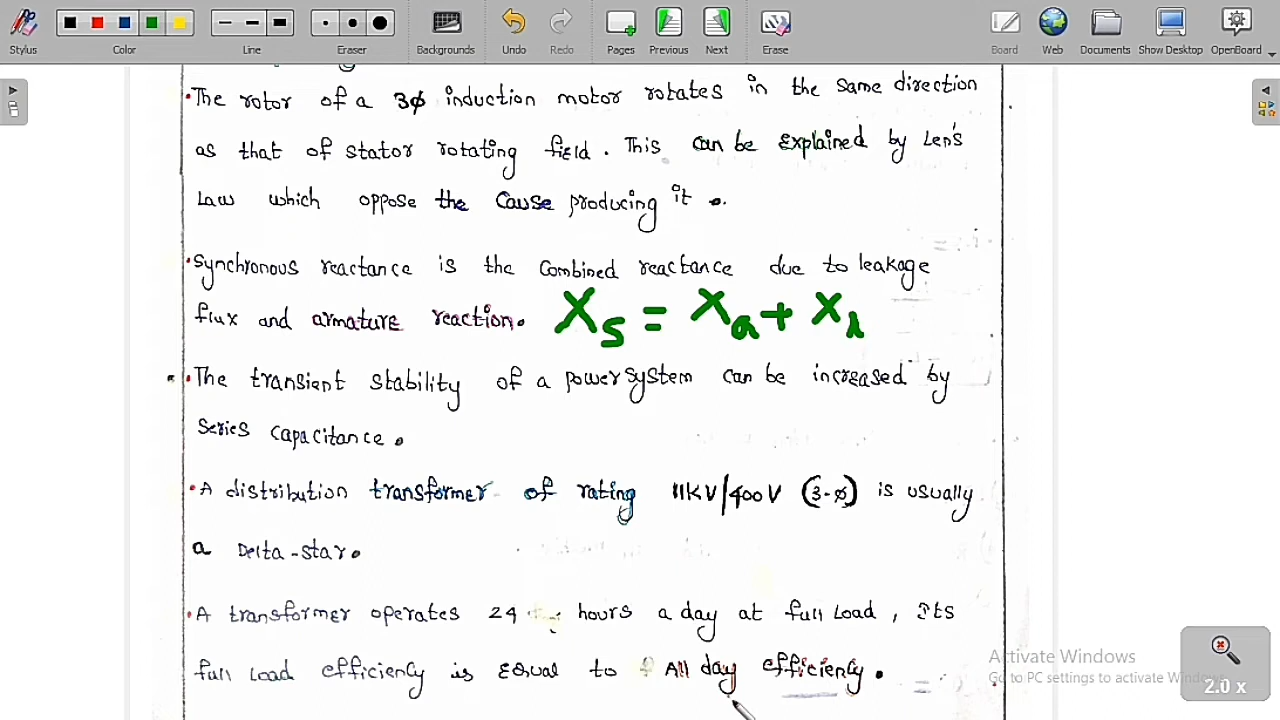 Stylus
Color
Line
Eraser
Backgrounds
Undo
Redo
Pages
Previous
Next
Erase
Board
Web
Documents
Show Desktop
OpenBoard
•The rotor of a 3φ induction motor rotates in the same direction
as that of stator rotating field. This can be explained by Len's
Law which oppose the cause producing it.
•Synchronous reactance is the combined reactance due to leakage
flux and armature reaction. Xs = Xa + Xl
•The transient stability of a power system can be increased by
Series capacitance.
•A distribution transformer of rating 11KV/400V (3-φ) is usually
a Delta-star.
•A transformer operates 24 hours a day at full load, Its
full load efficienly is equal to All day efficienly.
Activate Windows
Go to PC settings to activate Windows
2.0 x